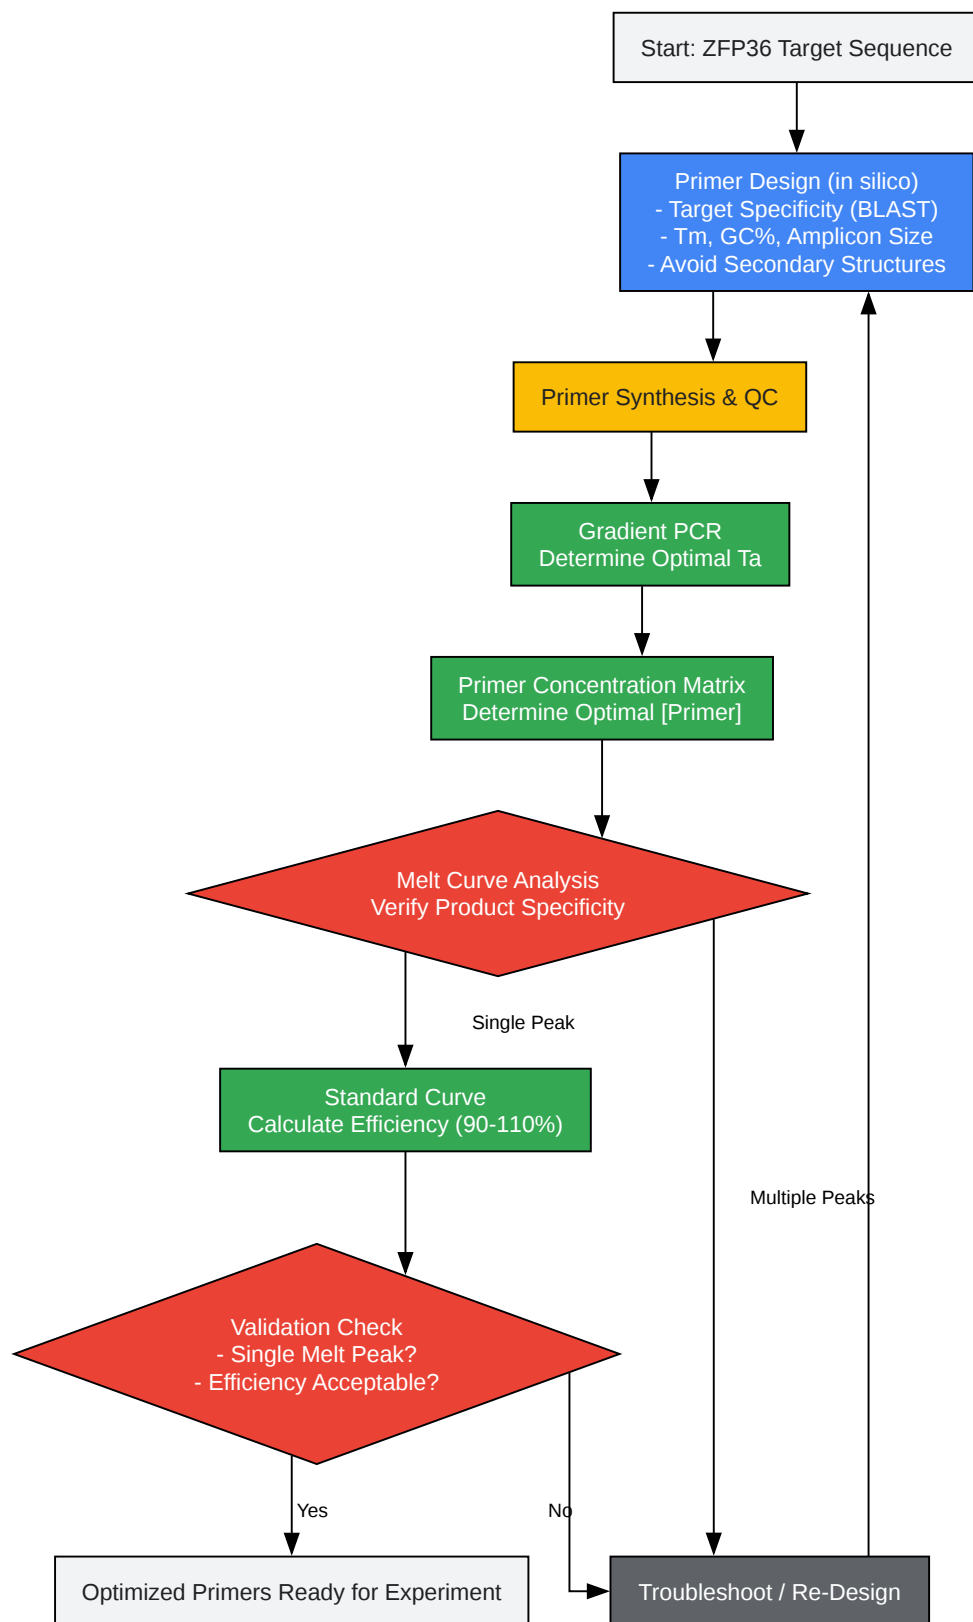 Start: ZFP36 Target Sequence
Primer Design (in silico)
- Target Specificity (BLAST)
- Tm, GC%, Amplicon Size
- Avoid Secondary Structures
Primer Synthesis & QC
Gradient PCR
Determine Optimal Ta
Primer Concentration Matrix
Determine Optimal [Primer]
Melt Curve Analysis
Verify Product Specificity
Single Peak
Standard Curve
Calculate Efficiency (90-110%)
Multiple Peaks
Validation Check
- Single Melt Peak?
- Efficiency Acceptable?
Yes
No
Optimized Primers Ready for Experiment
Troubleshoot / Re-Design